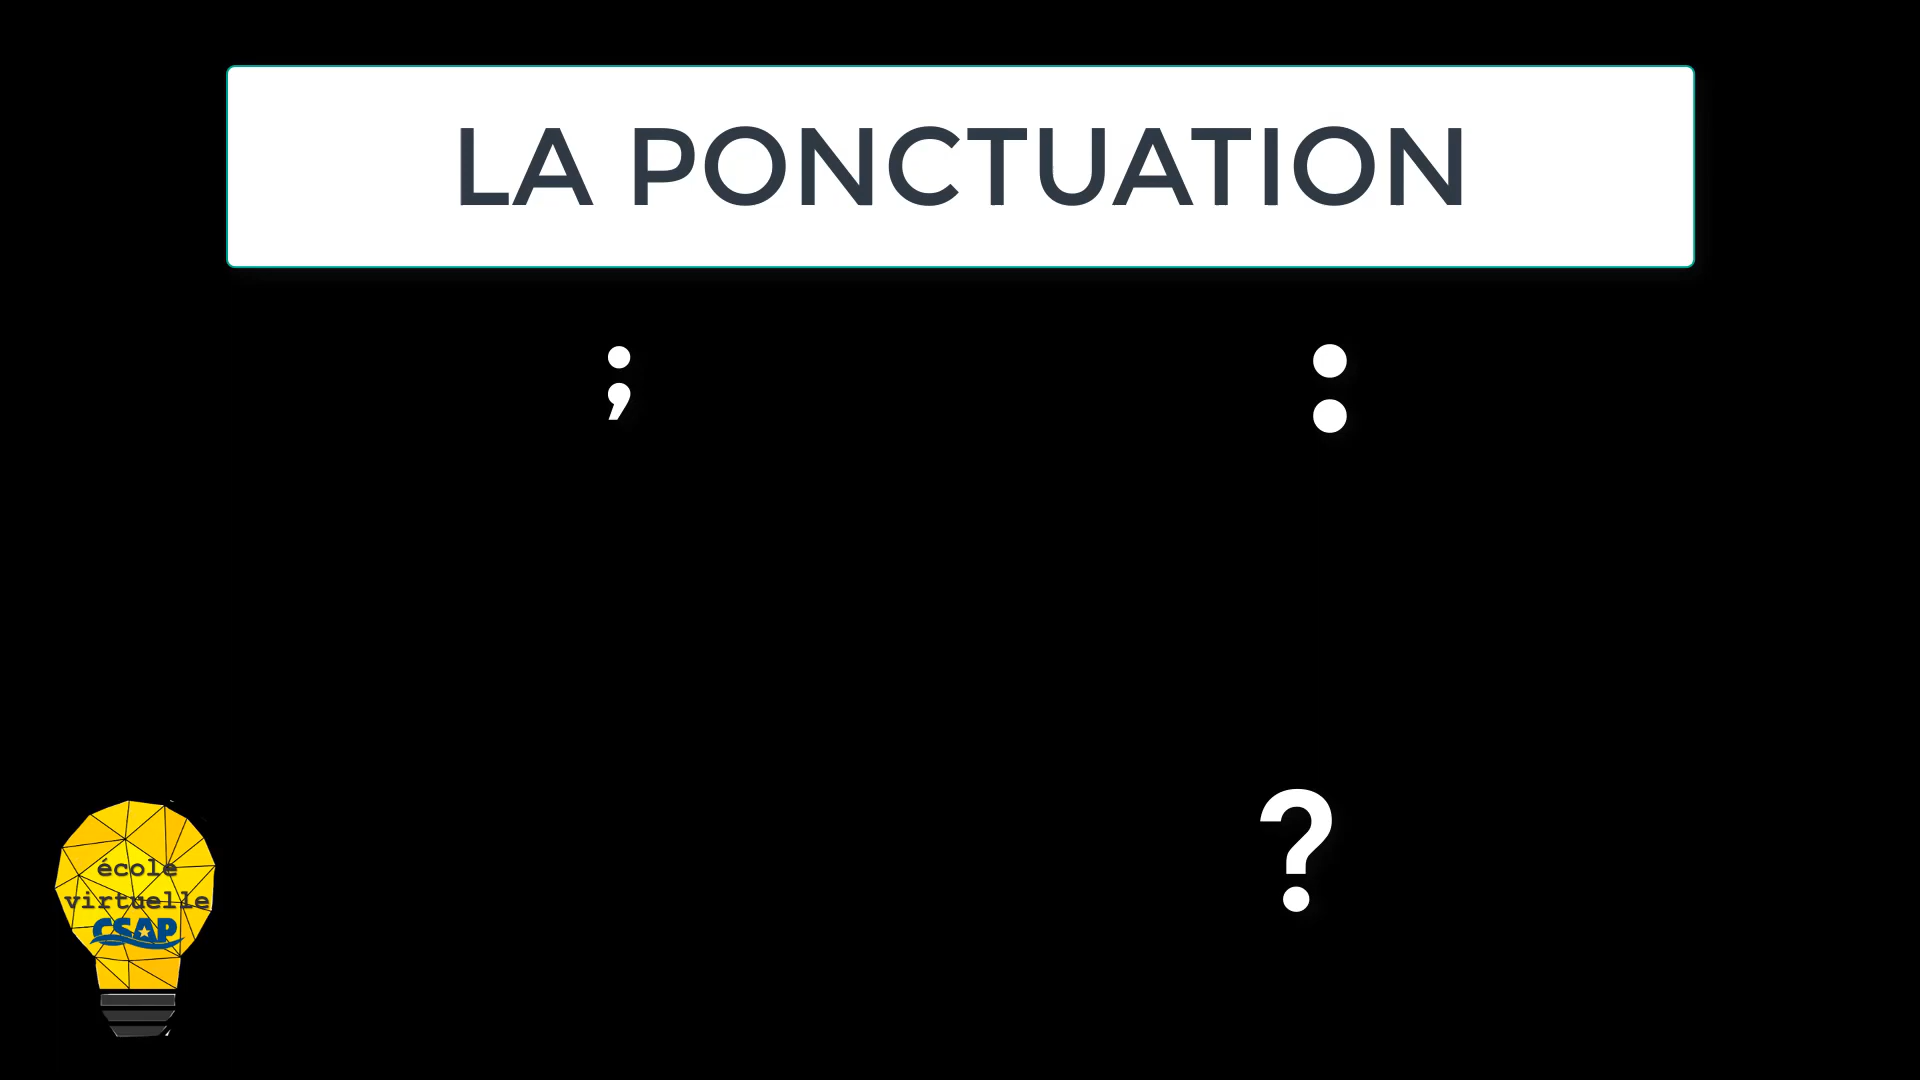 LA PONCTUATION
; :
?
école
virtuelle
CSAP